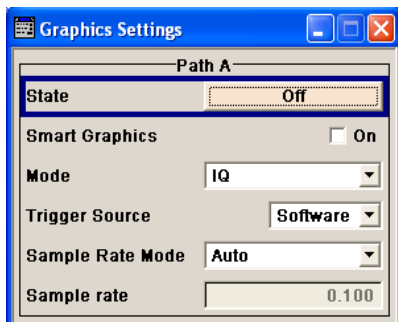 Graphics Settings
Path A
State Off
Smart Graphics On
Mode IQ
Trigger Source Software
Sample Rate Mode Auto
Sample rate 0.100